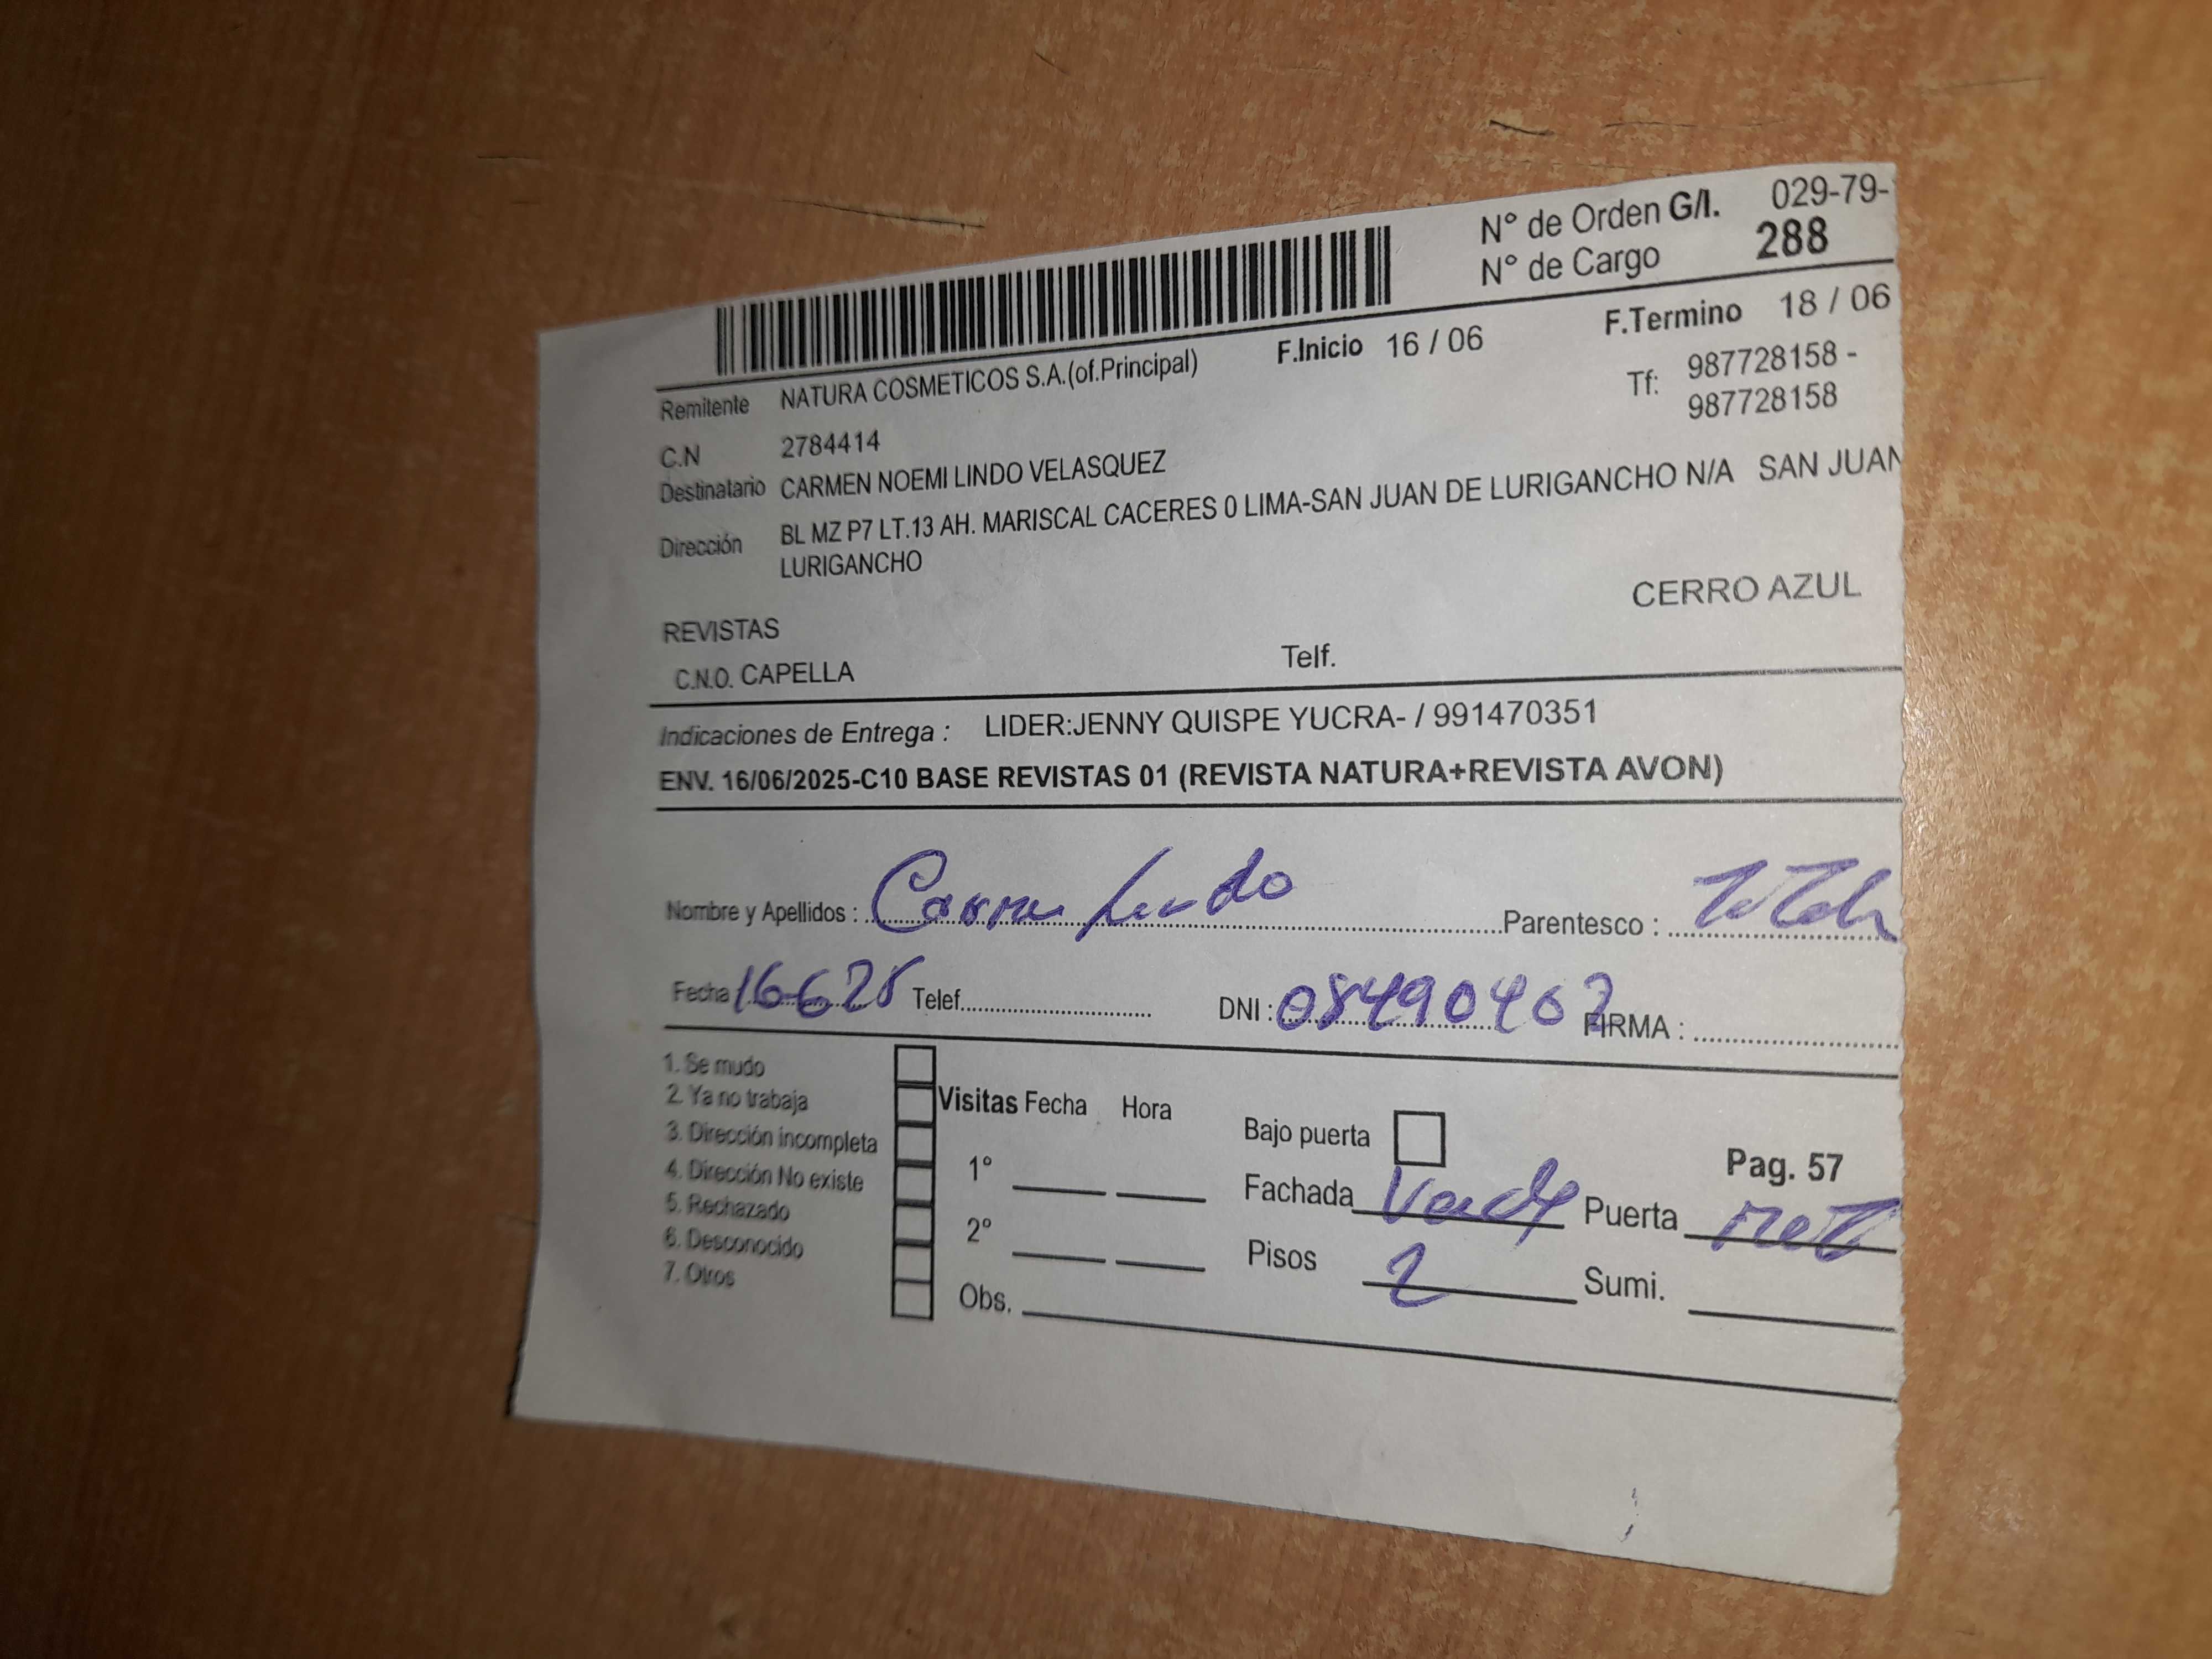 N° de Orden G/I. 029-79-
N° de Cargo 288
F.Inicio 16 / 06 F.Termino 18 / 06
Remitente NATURA COSMETICOS S.A.(of.Principal) Tf: 987728158 -
987728158
C.N 2784414
Destinatario CARMEN NOEMI LINDO VELASQUEZ
Dirección BL MZ P7 LT.13 AH. MARISCAL CACERES 0 LIMA-SAN JUAN DE LURIGANCHO N/A SAN JUAN
LURIGANCHO
CERRO AZUL
REVISTAS
C.N.O. CAPELLA Telf.
Indicaciones de Entrega : LIDER:JENNY QUISPE YUCRA- / 991470351
ENV. 16/06/2025-C10 BASE REVISTAS 01 (REVISTA NATURA+REVISTA AVON)
Nombre y Apellidos : Carmen Lindo Parentesco :
Fecha 16-6 25 Telef. DNI : FIRMA :
1. Se mudo
2. Ya no trabaja Visitas Fecha Hora
3. Dirección incompleta Bajo puerta
4. Dirección No existe 1° Pag. 57
5. Rechazado Fachada Verde Puerta met
6. Desconocido 2° Pisos 2 Sumi.
7. Otros Obs.